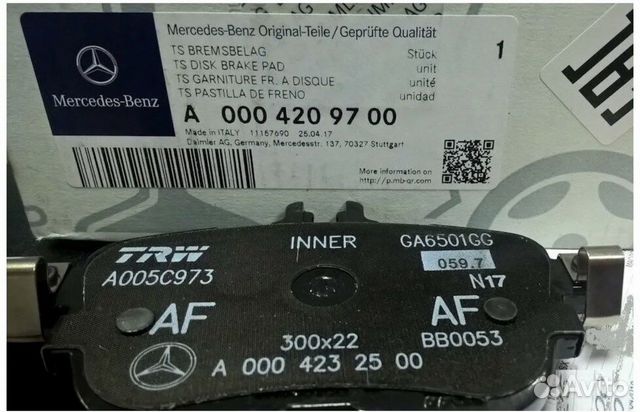 Mercedes-Benz Original-Teile/Geprüfte Qualität
TS BREMSBELAG Stück 1
TS DISK BRAKE PAD unit
TS GARNITURE FR. A DISQUE unité
TS PASTILLA DE FRENO unidad
Mercedes-Benz
A 000 420 97 00
Made in ITALY 11157690 25.04.17
Daimler AG, Germany, Mercedesstr. 137, 70327 Stuttgart
More information on
http://p.mb-qr.com
TRW INNER GA6501GG
A005C973 059.7
N17
AF AF
300x22 BB0053
A 000 423 25 00
Avito